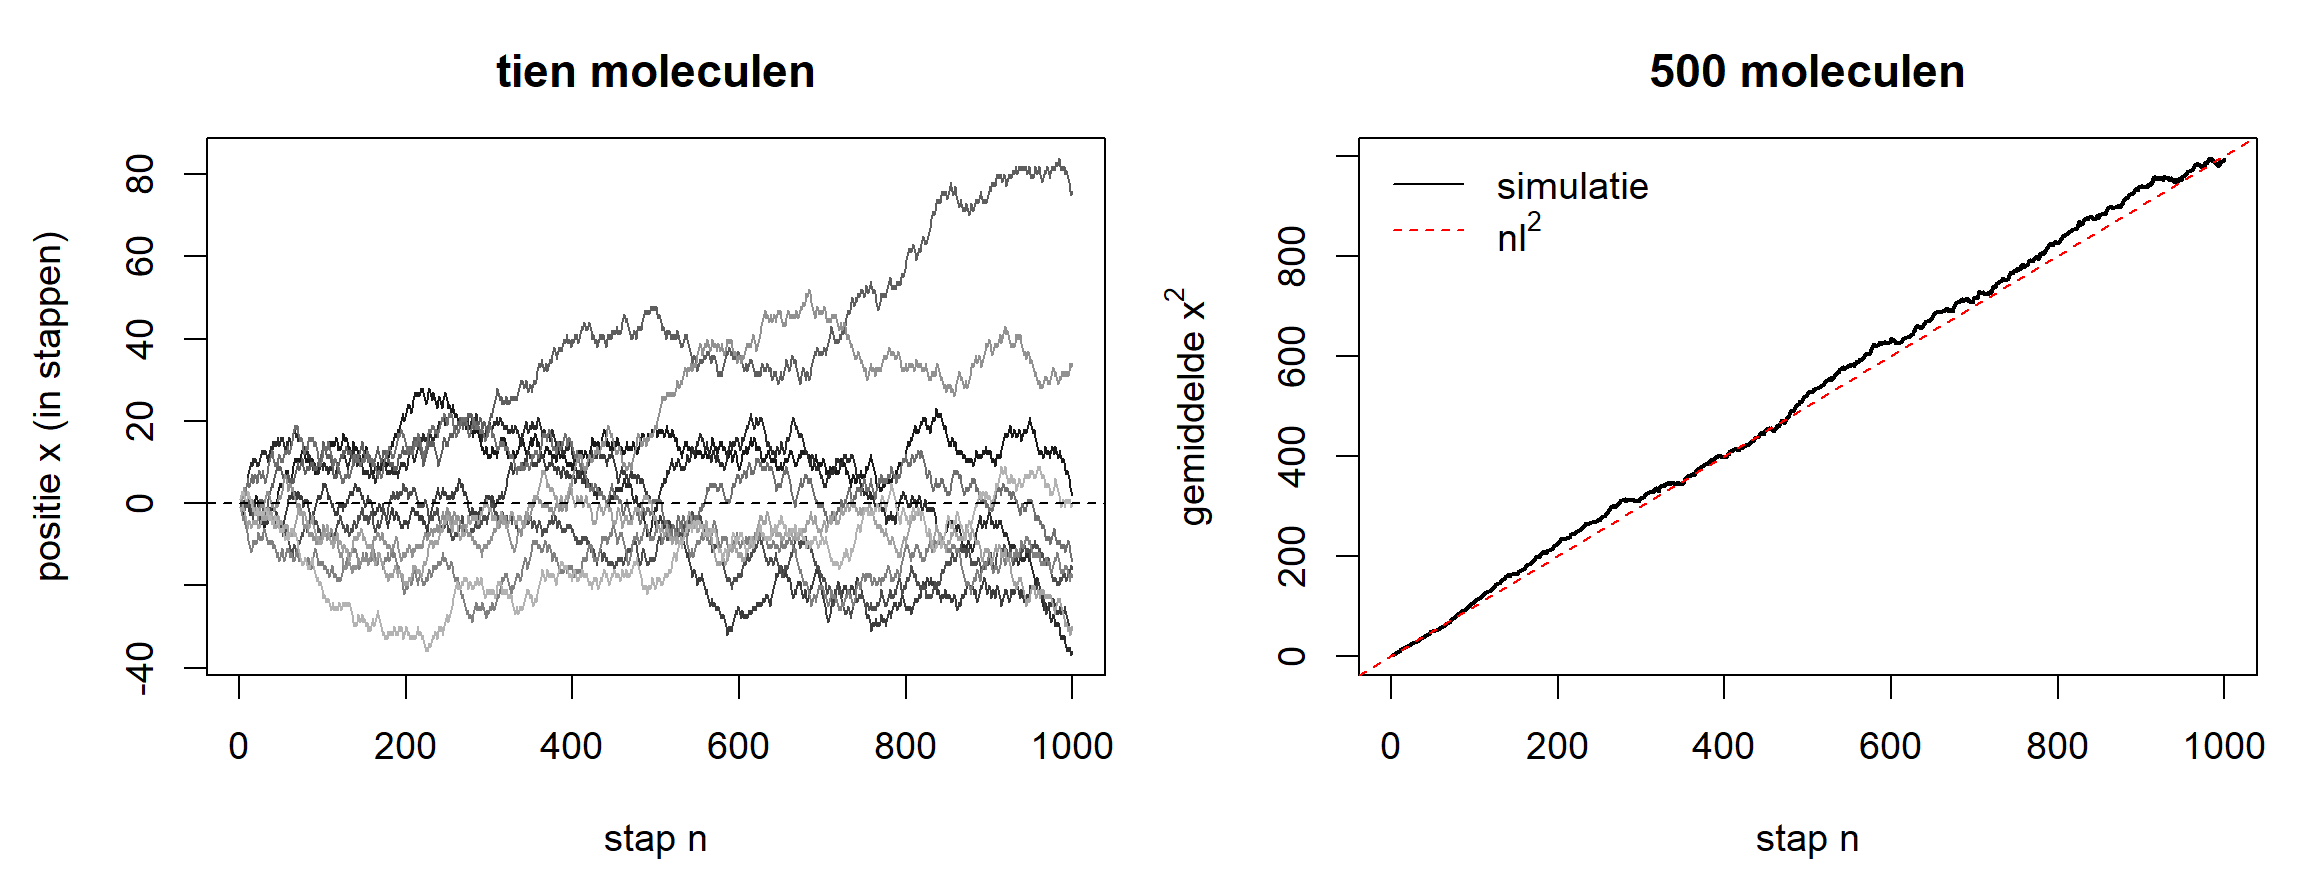 tien moleculen
positie x (in stappen)
80
60
40
20
0
-40
0 200 400 600 800 1000
stap n
500 moleculen
simulatie
nl²
gemiddelde x²
800
600
400
200
0
0 200 400 600 800 1000
stap n